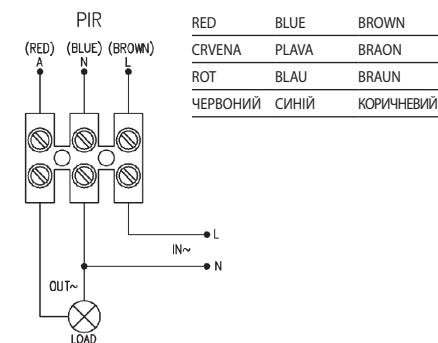 PIR
(RED) (BLUE) (BROWN)
A N L
L
IN~
N
OUT~
LOAD
RED BLUE BROWN
CRVENA PLAVA BRAON
ROT BLAU BRAUN
ЧЕРВОНИЙ СИНІЙ КОРИЧНЕВИЙ